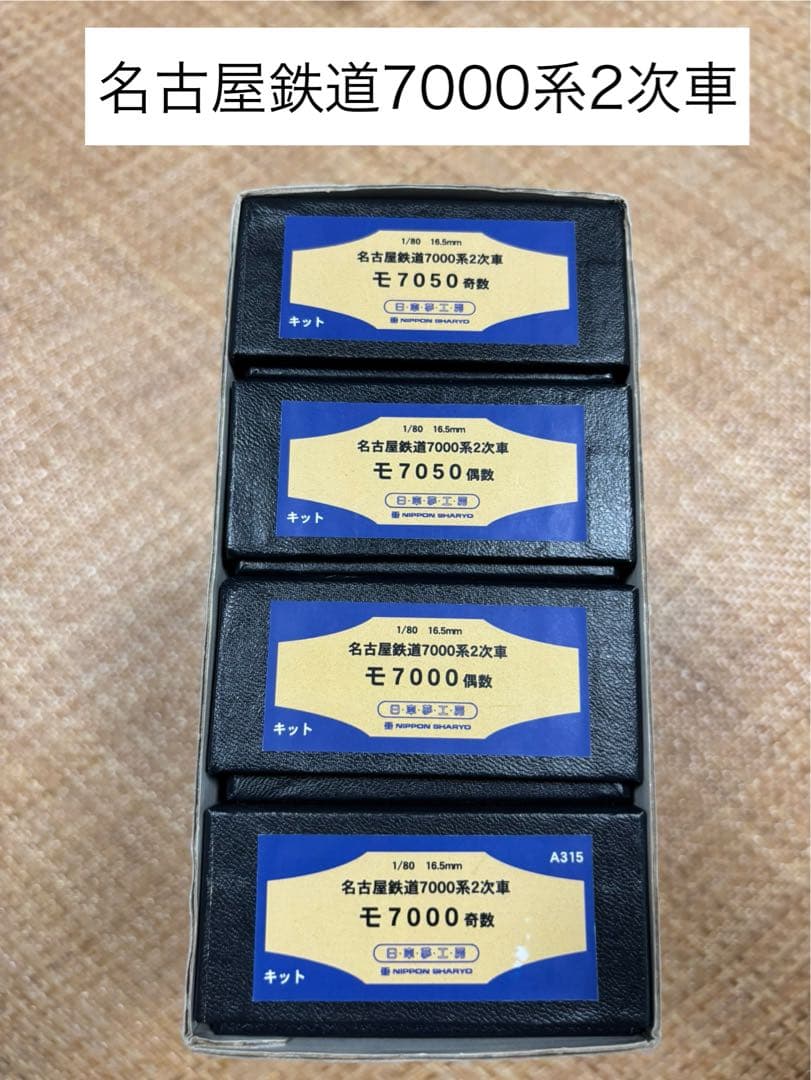 名古屋鉄道7000系2次車
1/80 16.5mm
名古屋鉄道7000系2次車
モ7050奇数
日・車・夢・工・房
NIPPON SHARYO
キット
1/80 16.5mm
名古屋鉄道7000系2次車
モ7050偶数
日・車・夢・工・房
NIPPON SHARYO
キット
1/80 16.5mm
名古屋鉄道7000系2次車
モ7000偶数
日・車・夢・工・房
NIPPON SHARYO
キット
A315
1/80 16.5mm
名古屋鉄道7000系2次車
モ7000奇数
日・車・夢・工・房
NIPPON SHARYO
キット